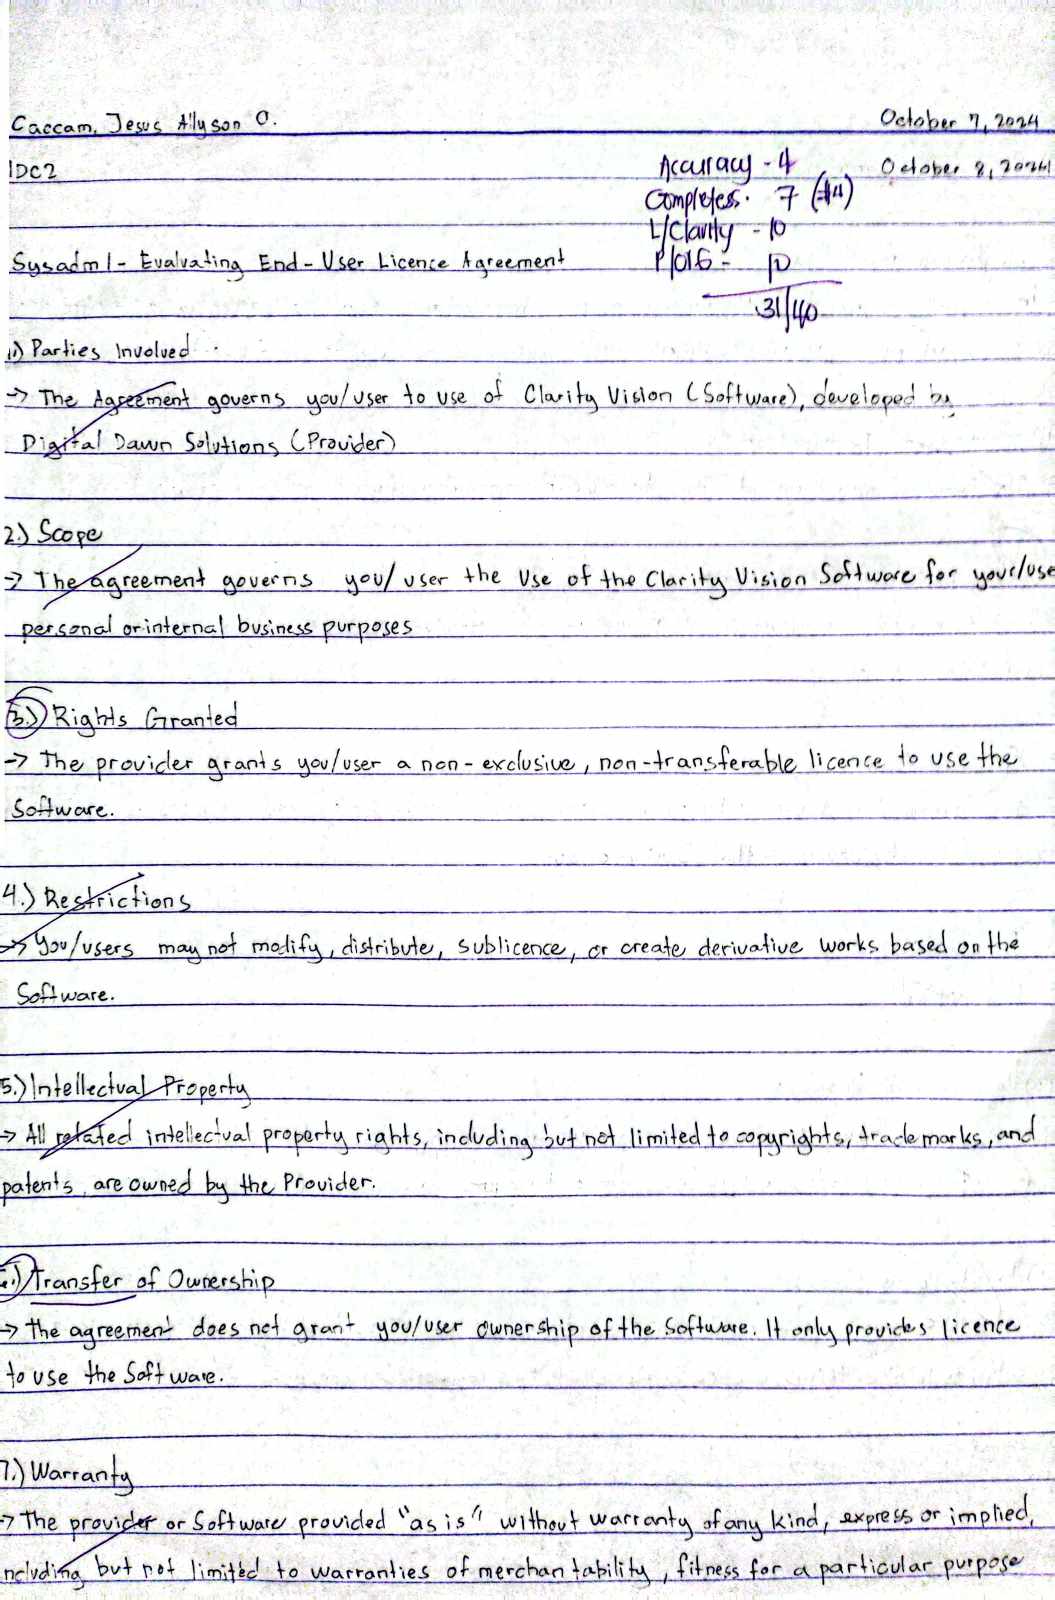 Caccam, Jesus Allyson O. October 7, 2024
IDC2 October 8, 2024
Accuracy - 4
Completess. 7 (+4)
L/Clarity - 10
Sysadm1 - Evaluating End-User Licence Agreement
P/O/G - 10
31/40
1.) Parties Involved
→ The Agreement governs you/user to use of Clarity Vision (Software), developed by
Digital Dawn Solutions (Provider)
2.) Scope
→ The agreement governs you/user the use of the Clarity Vision Software for your/use
personal or internal business purposes
3.) Rights Granted
→ The provider grants you/user a non-exclusive, non-transferable licence to use the
Software.
4.) Restrictions
→ You/users may not modify, distribute, sublicence, or create derivative works based on the
Software.
5.) Intellectual Property
→ All related intellectual property rights, including but not limited to copyrights, trademarks, and
patents, are owned by the Provider.
Transfer of Ownership
→ The agreement does not grant you/user ownership of the Software. It only provides licence
to use the Software.
7.) Warranty
→ The provider or Software provided "as is" without warranty of any kind, express or implied,
ncluding but not limited to warranties of merchantability, fitness for a particular purpose